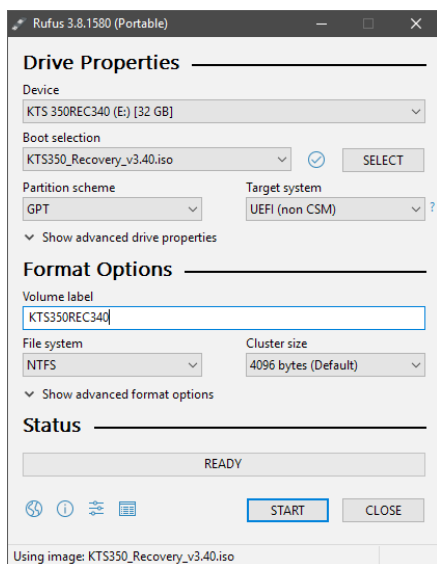 Rufus 3.8.1580 (Portable)
Drive Properties
Device
KTS 350REC340 (E:) [32 GB]
Boot selection
KTS350_Recovery_v3.40.iso
SELECT
Partition scheme
Target system
GPT
UEFI (non CSM)
?
Show advanced drive properties
Format Options
Volume label
KTS350REC340
File system
Cluster size
NTFS
4096 bytes (Default)
Show advanced format options
Status
READY
START
CLOSE
Using image: KTS350_Recovery_v3.40.iso